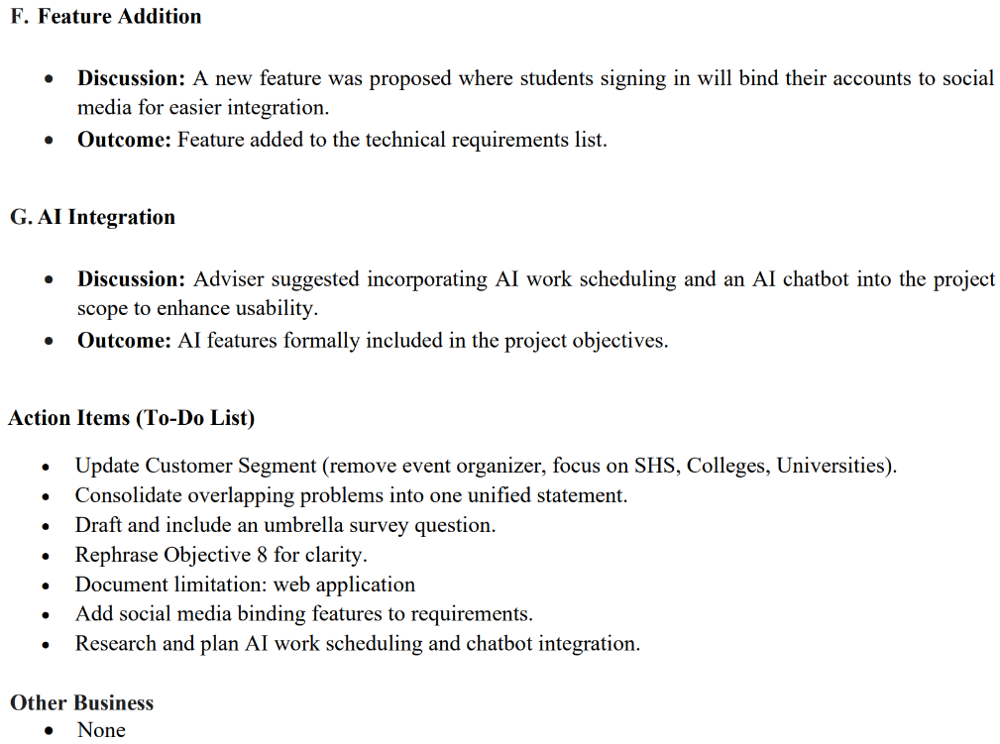 F. Feature Addition
• Discussion: A new feature was proposed where students signing in will bind their accounts to social
media for easier integration.
• Outcome: Feature added to the technical requirements list.
G. AI Integration
• Discussion: Adviser suggested incorporating AI work scheduling and an AI chatbot into the project
scope to enhance usability.
• Outcome: AI features formally included in the project objectives.
Action Items (To-Do List)
• Update Customer Segment (remove event organizer, focus on SHS, Colleges, Universities).
• Consolidate overlapping problems into one unified statement.
• Draft and include an umbrella survey question.
• Rephrase Objective 8 for clarity.
• Document limitation: web application
• Add social media binding features to requirements.
• Research and plan AI work scheduling and chatbot integration.
Other Business
• None